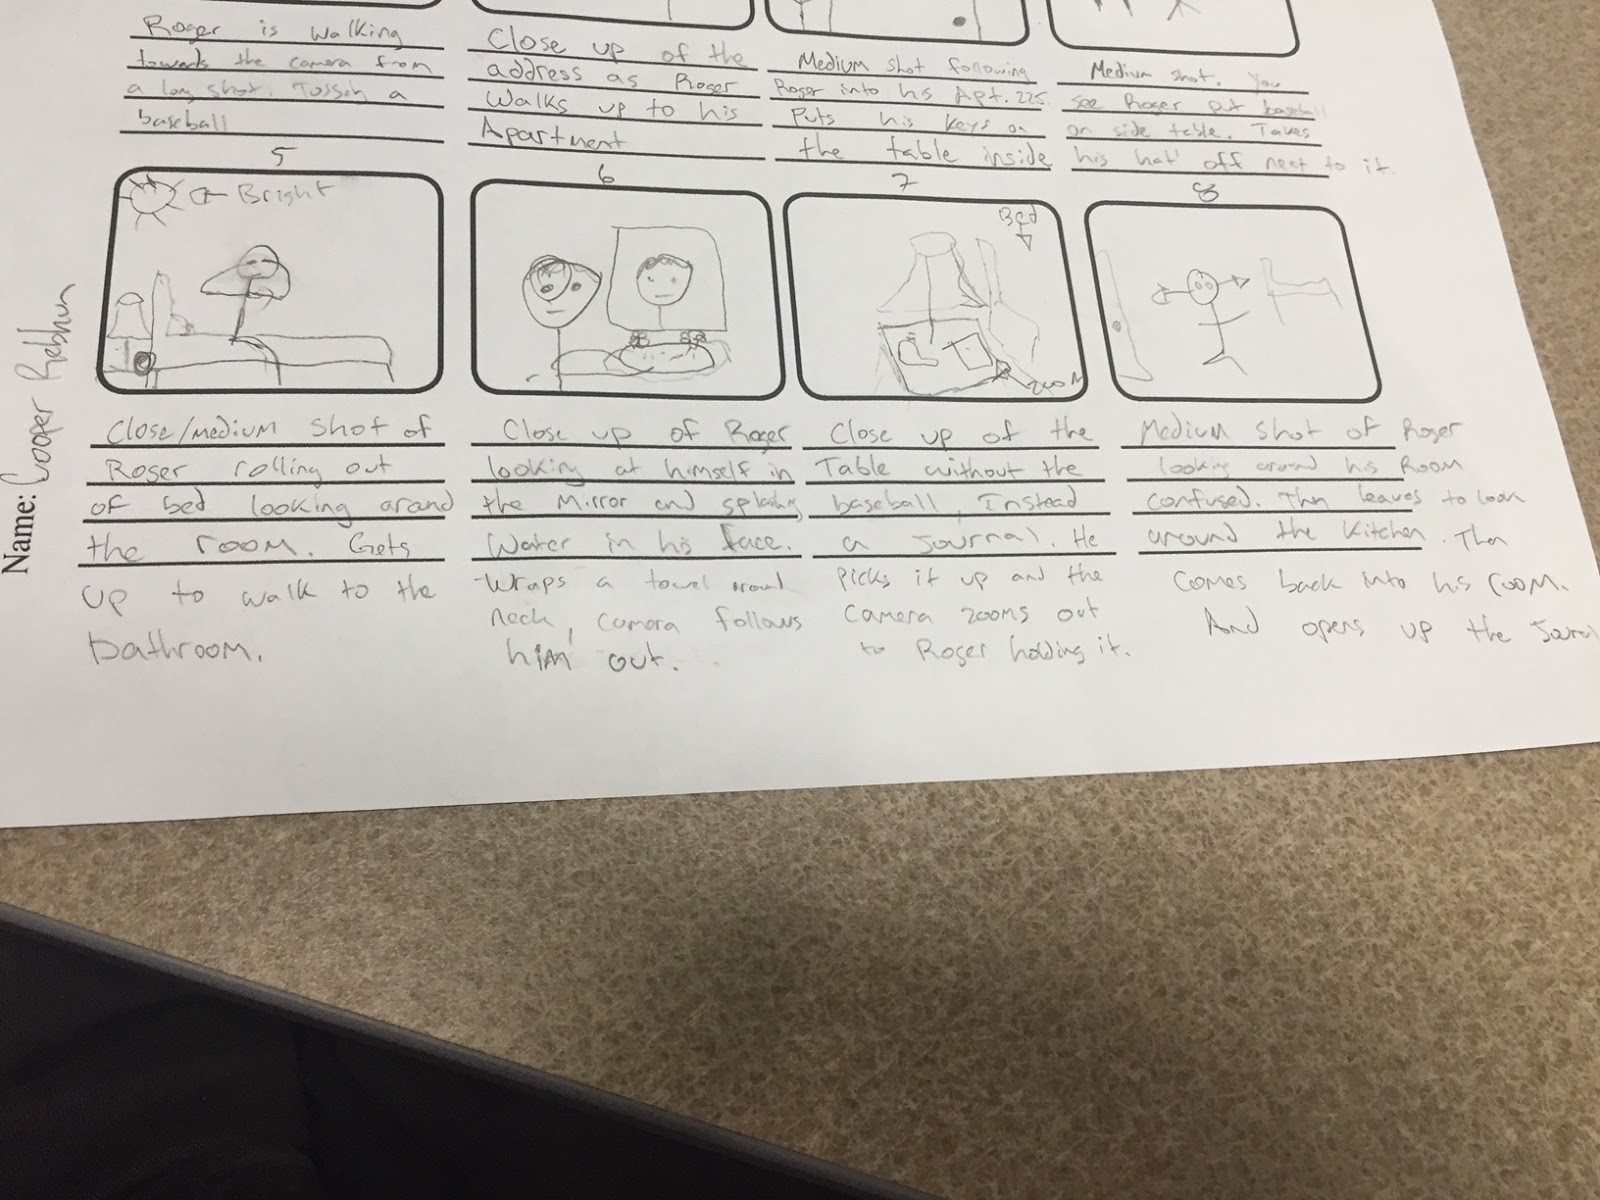 Roger is walking
towards the camera from
a long shot. Tossin a
baseball
Close up of the
address as Roger
Walks up to his
Apartment
Medium shot following
Roger into his Apt. 225.
Puts his keys on
the table inside
Medium shot. You
see Roger put baseball
on side table. Takes
his hat off next to it.
5
6
7
8
Bright
Bed
zoom
Close/medium shot of
Roger rolling out
of bed looking around
the room. Gets
up to walk to the
bathroom.
Close up of Roger
looking at himself in
the Mirror and splashing
Water in his face.
-Wraps a towel around
neck, camera follows
him out.
Close up of the
Table without the
baseball, Instead
a journal. He
picks it up and the
camera zooms out
to Roger holding it.
Medium shot of Roger
looking around his Room
confused. Then leaves to look
around the kitchen. Then
comes back into his room.
And opens up the
Name: Cooper Rebhun